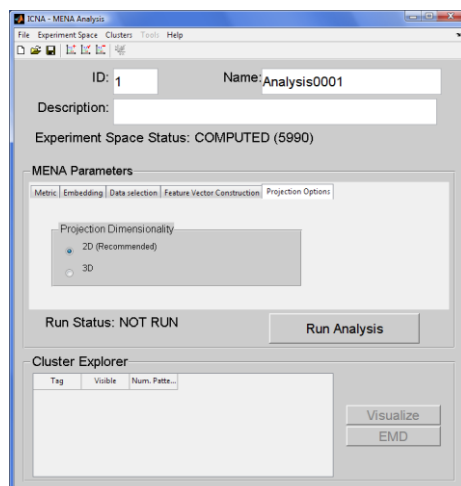 ICNA - MENA Analysis
File Experiment Space Clusters Tools Help
ID: 1 Name: Analysis0001
Description:
Experiment Space Status: COMPUTED (5990)
MENA Parameters
Metric Embedding Data selection Feature Vector Construction Projection Options
Projection Dimensionality
2D (Recommended)
3D
Run Status: NOT RUN Run Analysis
Cluster Explorer
Tag Visible Num. Patte...
Visualize
EMD